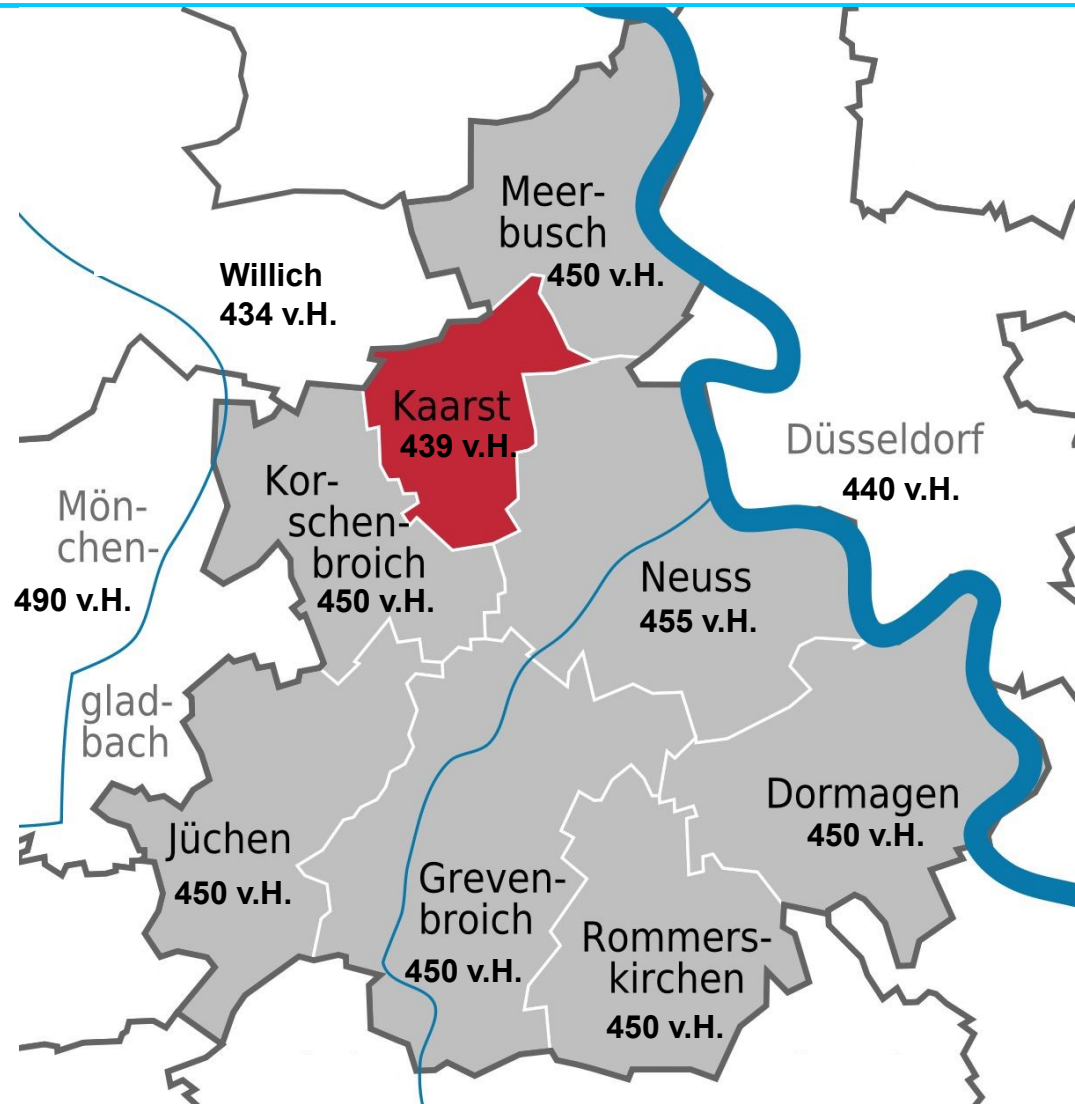 Meer-
busch
450 v.H.
Willich
434 v.H.
Kaarst
439 v.H.
Düsseldorf
440 v.H.
Kor-
schen-
broich
450 v.H.
Mön-
chen-
490 v.H.
glad-
bach
Neuss
455 v.H.
Dormagen
450 v.H.
Jüchen
450 v.H.
Greven-
broich
450 v.H.
Rommers-
kirchen
450 v.H.